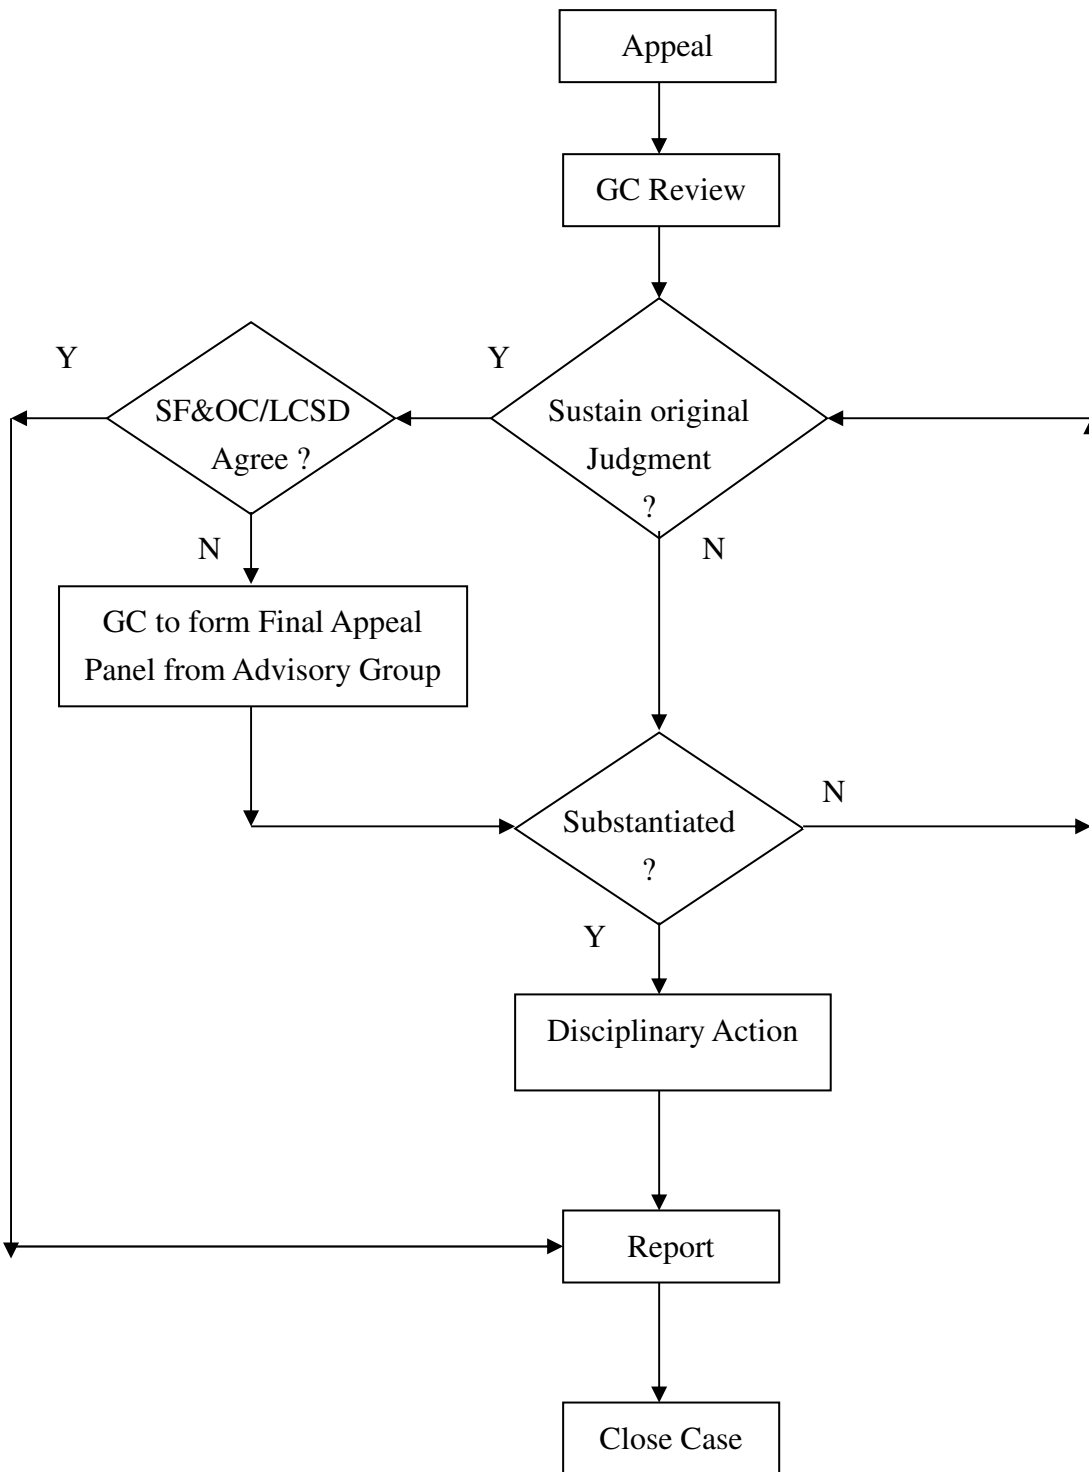 Appeal
GC Review
Y
Y
SF&OC/LCSD
Agree ?
Sustain original
Judgment
?
N
N
GC to form Final Appeal
Panel from Advisory Group
Substantiated
?
N
Y
Disciplinary Action
Report
Close Case